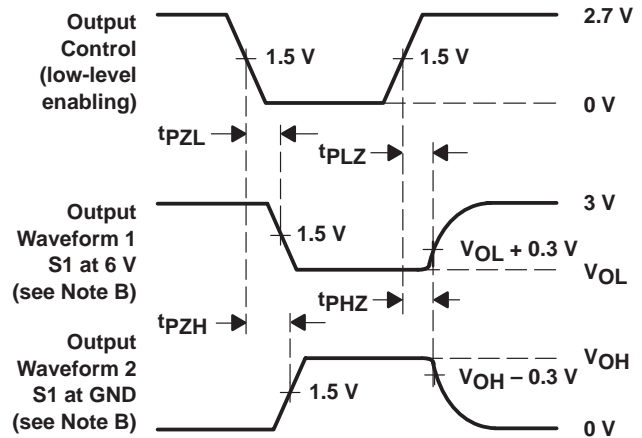 Output
Control
(low-level
enabling)
1.5 V
1.5 V
2.7 V
0 V
tPZL
tPLZ
Output
Waveform 1
S1 at 6 V
(see Note B)
1.5 V
3 V
VOL + 0.3 V
VOL
tPZH
tPHZ
Output
Waveform 2
S1 at GND
(see Note B)
1.5 V
VOH
VOH – 0.3 V
0 V